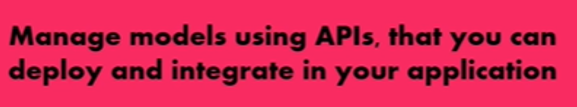 Manage models using APIs, that you can
deploy and integrate in your application